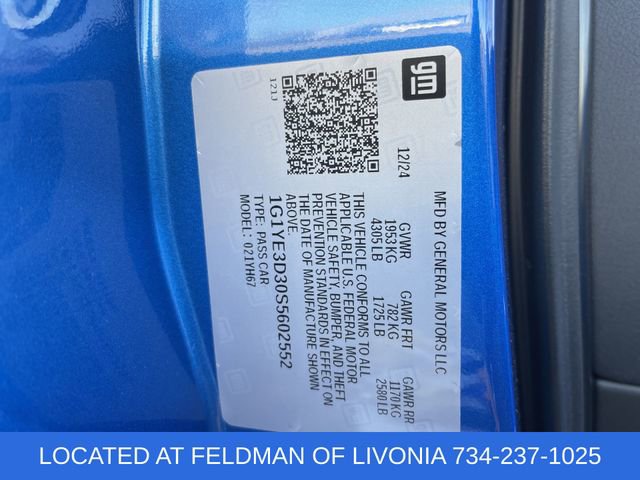 gm
121J
MFD BY GENERAL MOTORS LLC
12/24
GVWR GAWR FRT GAWR RR
1953 KG 782 KG 1170 KG
4305 LB 1725 LB 2580 LB
THIS VEHICLE CONFORMS TO ALL
APPLICABLE U.S. FEDERAL MOTOR
VEHICLE SAFETY, BUMPER, AND THEFT
PREVENTION STANDARDS IN EFFECT ON
THE DATE OF MANUFACTURE SHOWN
ABOVE.
1G1YE3D30S5602552
TYPE: PASS CAR
MODEL: 021YH67
LOCATED AT FELDMAN OF LIVONIA 734-237-1025